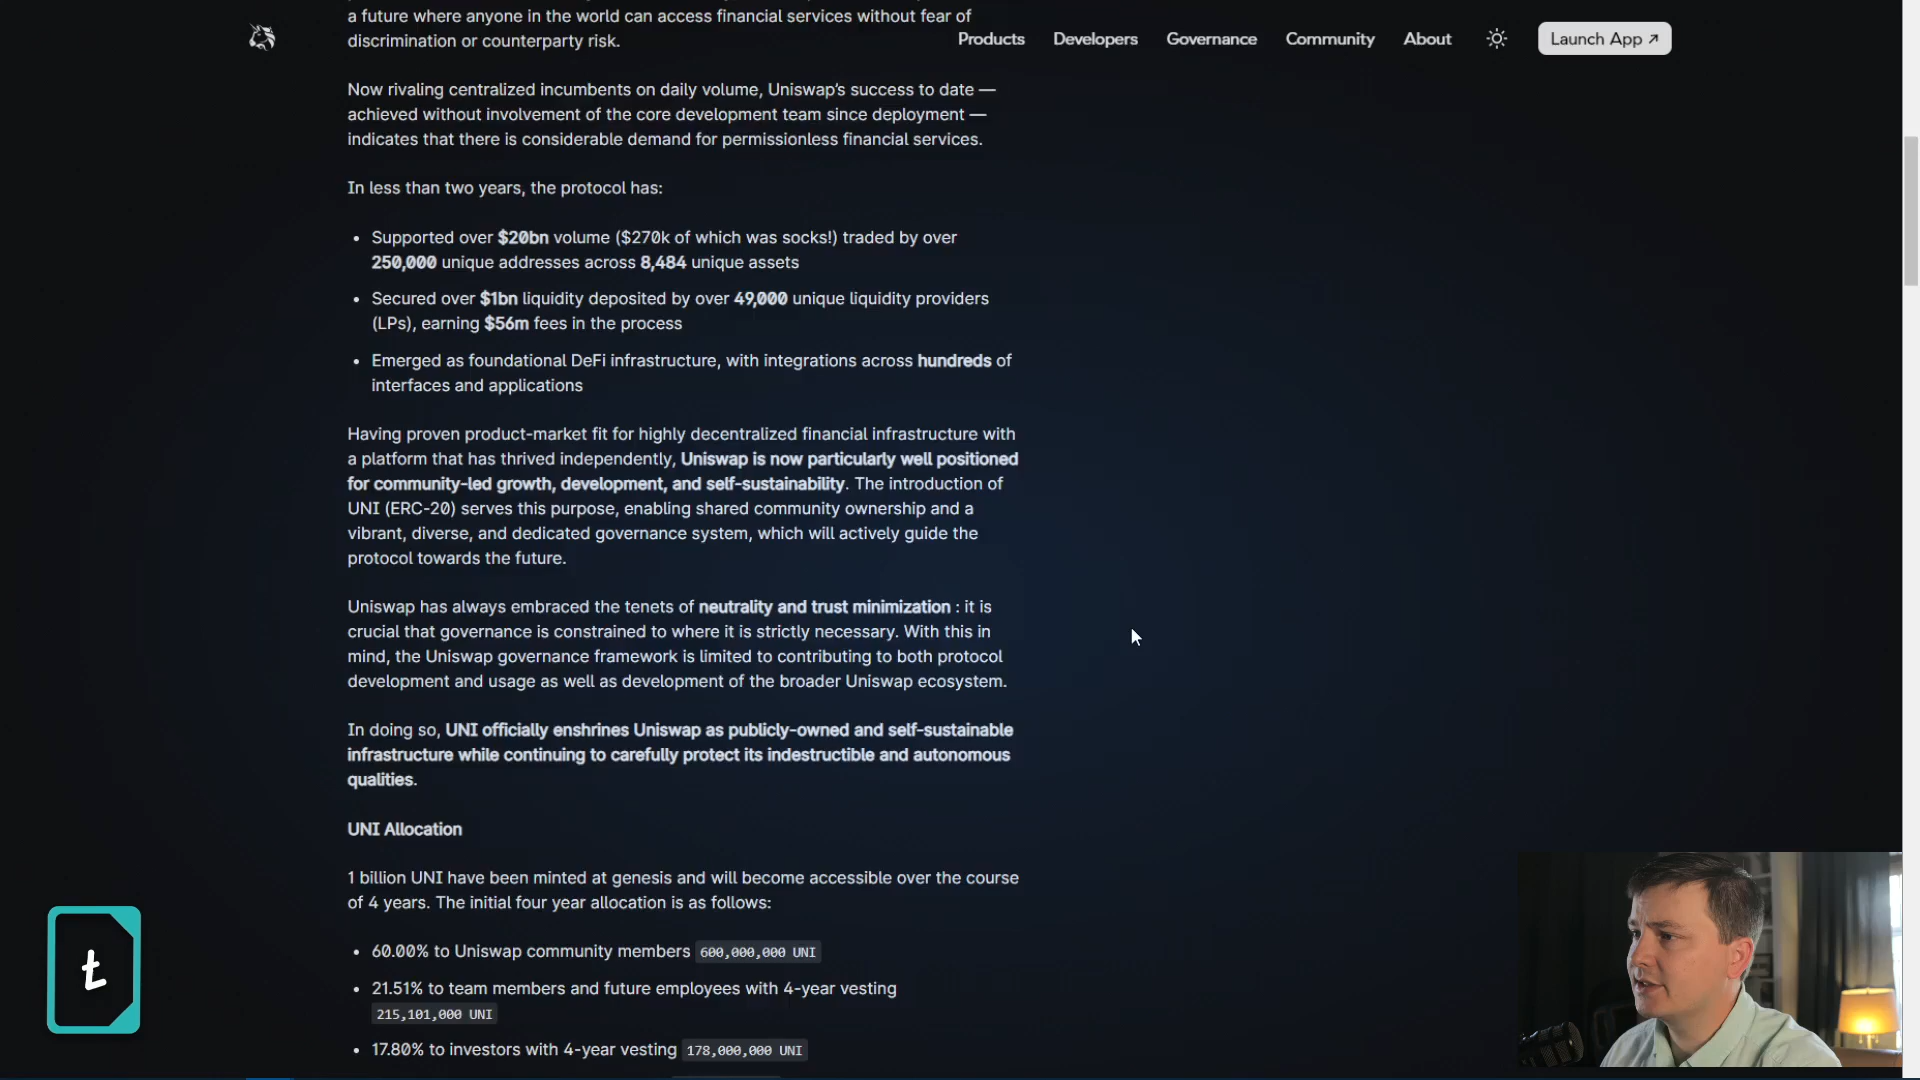 a future where anyone in the world can access financial services without fear of
discrimination or counterparty risk.
Products Developers Governance Community About Launch App ↗
Now rivaling centralized incumbents on daily volume, Uniswap's success to date —
achieved without involvement of the core development team since deployment —
indicates that there is considerable demand for permissionless financial services.
In less than two years, the protocol has:
• Supported over $20bn volume ($270k of which was socks!) traded by over
250,000 unique addresses across 8,484 unique assets
• Secured over $1bn liquidity deposited by over 49,000 unique liquidity providers
(LPs), earning $56m fees in the process
• Emerged as foundational DeFi infrastructure, with integrations across hundreds of
interfaces and applications
Having proven product-market fit for highly decentralized financial infrastructure with
a platform that has thrived independently, Uniswap is now particularly well positioned
for community-led growth, development, and self-sustainability. The introduction of
UNI (ERC-20) serves this purpose, enabling shared community ownership and a
vibrant, diverse, and dedicated governance system, which will actively guide the
protocol towards the future.
Uniswap has always embraced the tenets of neutrality and trust minimization : it is
crucial that governance is constrained to where it is strictly necessary. With this in
mind, the Uniswap governance framework is limited to contributing to both protocol
development and usage as well as development of the broader Uniswap ecosystem.
In doing so, UNI officially enshrines Uniswap as publicly-owned and self-sustainable
infrastructure while continuing to carefully protect its indestructible and autonomous
qualities.
UNI Allocation
1 billion UNI have been minted at genesis and will become accessible over the course
of 4 years. The initial four year allocation is as follows:
• 60.00% to Uniswap community members 600,000,000 UNI
• 21.51% to team members and future employees with 4-year vesting
215,101,000 UNI
• 17.80% to investors with 4-year vesting 178,000,000 UNI